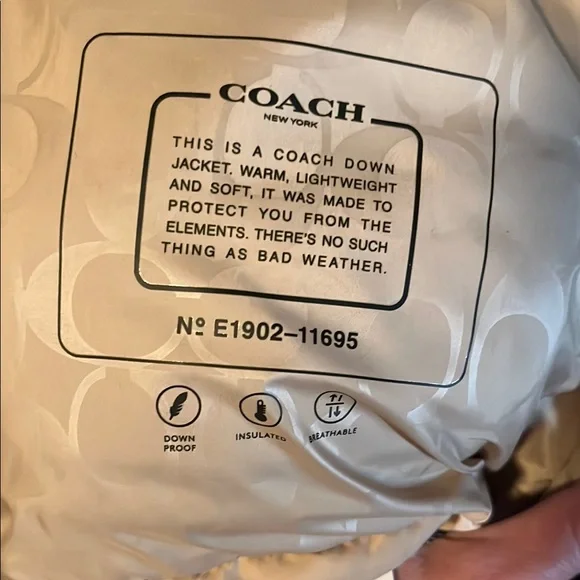 COACH
NEW YORK
THIS IS A COACH DOWN
JACKET. WARM, LIGHTWEIGHT
AND SOFT, IT WAS MADE TO
PROTECT YOU FROM THE
ELEMENTS. THERE'S NO SUCH
THING AS BAD WEATHER.
Nº E1902-11695
DOWN
PROOF
INSULATED
BREATHABLE